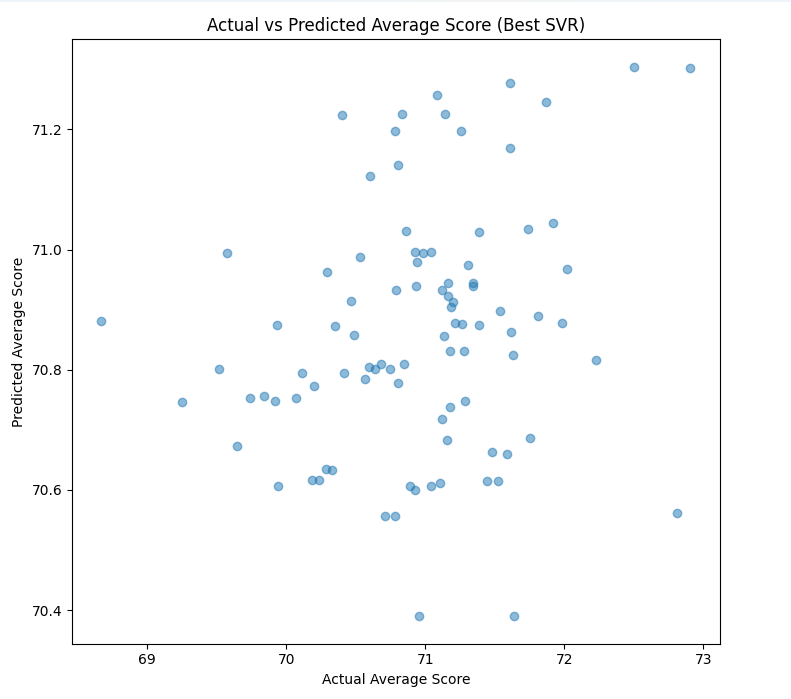 Actual vs Predicted Average Score (Best SVR)
71.2
71.0
70.8
70.6
70.4
Predicted Average Score
69 70 71 72 73
Actual Average Score